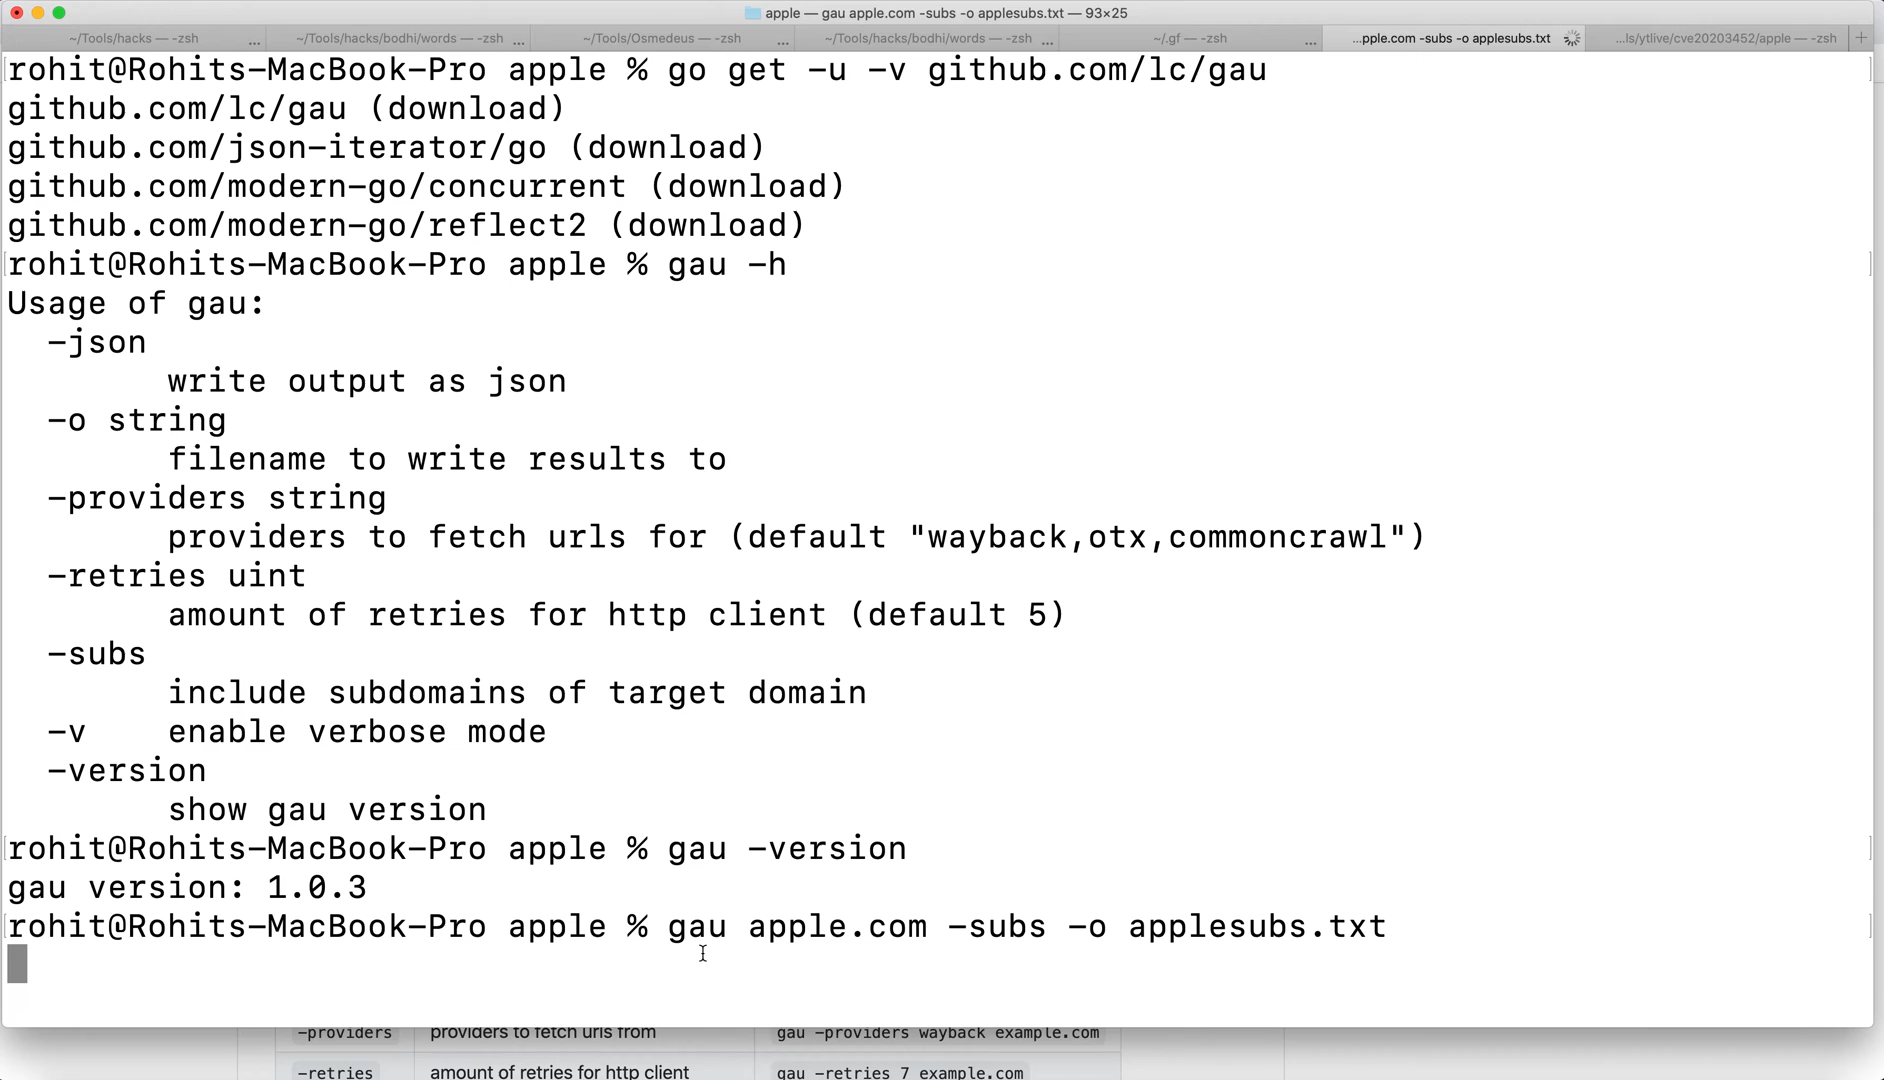 apple — gau apple.com -subs -o applesubs.txt — 93×25
~/Tools/hacks — -zsh ... ~/Tools/hacks/bodhi/words — -zsh ... ~/Tools/Osmedeus — -zsh ... ~/Tools/hacks/bodhi/words — -zsh ... ~/.gf — -zsh ... ...pple.com -subs -o applesubs.txt ...ls/ytlive/cve20203452/apple — -zsh +
rohit@Rohits-MacBook-Pro apple % go get -u -v github.com/lc/gau
github.com/lc/gau (download)
github.com/json-iterator/go (download)
github.com/modern-go/concurrent (download)
github.com/modern-go/reflect2 (download)
rohit@Rohits-MacBook-Pro apple % gau -h
Usage of gau:
-json
write output as json
-o string
filename to write results to
-providers string
providers to fetch urls for (default "wayback,otx,commoncrawl")
-retries uint
amount of retries for http client (default 5)
-subs
include subdomains of target domain
-v enable verbose mode
-version
show gau version
rohit@Rohits-MacBook-Pro apple % gau -version
gau version: 1.0.3
rohit@Rohits-MacBook-Pro apple % gau apple.com -subs -o applesubs.txt
-providers providers to fetch urls from gau -providers wayback example.com
-retries amount of retries for http client gau -retries 7 example.com